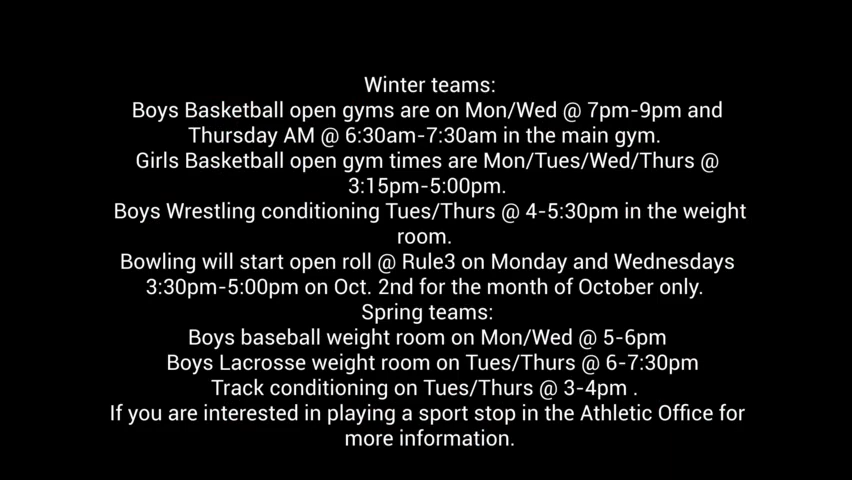 Winter teams:
Boys Basketball open gyms are on Mon/Wed @ 7pm-9pm and
Thursday AM @ 6:30am-7:30am in the main gym.
Girls Basketball open gym times are Mon/Tues/Wed/Thurs @
3:15pm-5:00pm.
Boys Wrestling conditioning Tues/Thurs @ 4-5:30pm in the weight
room.
Bowling will start open roll @ Rule3 on Monday and Wednesdays
3:30pm-5:00pm on Oct. 2nd for the month of October only.
Spring teams:
Boys baseball weight room on Mon/Wed @ 5-6pm
Boys Lacrosse weight room on Tues/Thurs @ 6-7:30pm
Track conditioning on Tues/Thurs @ 3-4pm .
If you are interested in playing a sport stop in the Athletic Office for
more information.